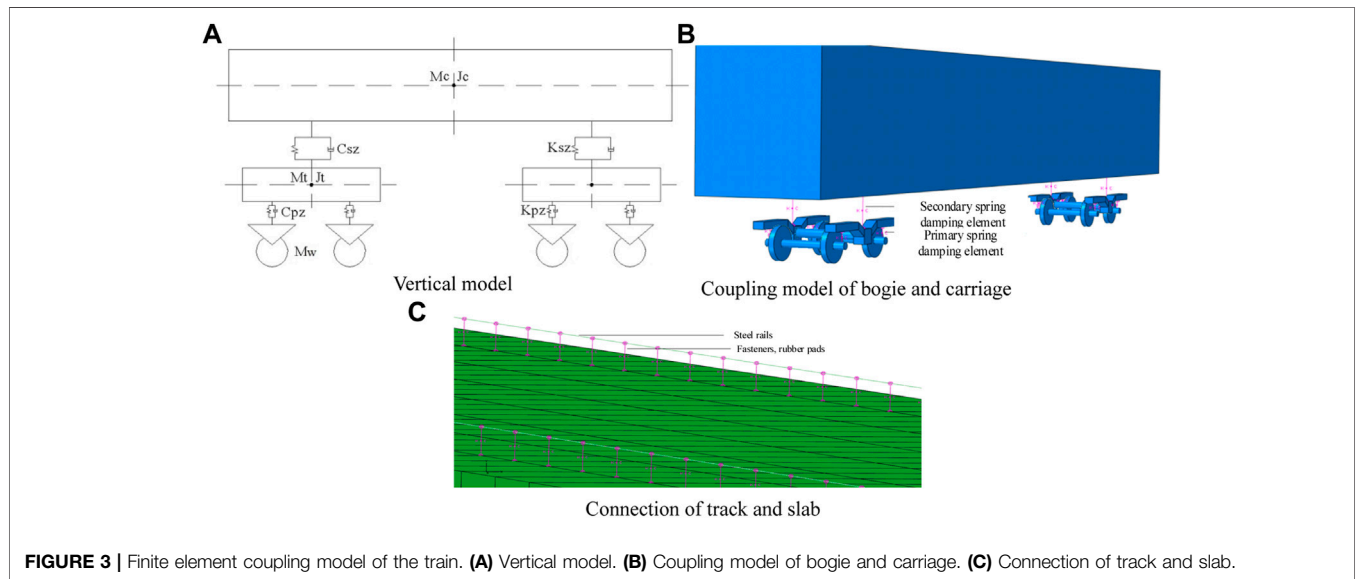 A
Mc Jc
Csz
Ksz
Mt Jt
Cpz
Kpz
Mw
Vertical model
B
Secondary spring
damping element
Primary spring
damping element
Coupling model of bogie and carriage
C
Steel rails
Fasteners, rubber pads
Connection of track and slab
FIGURE 3 | Finite element coupling model of the train. (A) Vertical model. (B) Coupling model of bogie and carriage. (C) Connection of track and slab.